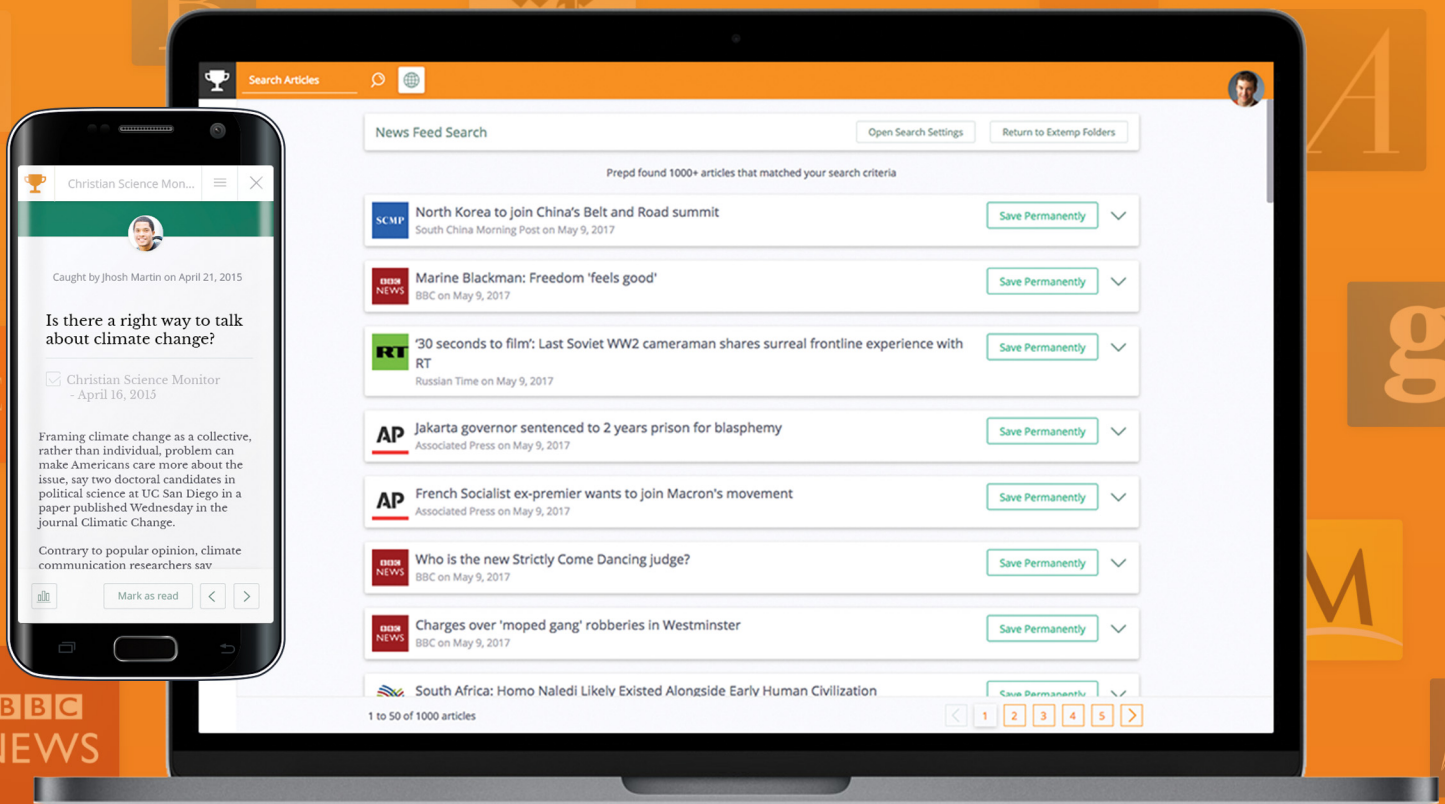 Christian Science Mon...
Caught by Jhosh Martin on April 21, 2015
Is there a right way to talk
about climate change?
Christian Science Monitor
- April 16, 2015
Framing climate change as a collective,
rather than individual, problem can
make Americans care more about the
issue, say two doctoral candidates in
political science at UC San Diego in a
paper published Wednesday in the
journal Climatic Change.
Contrary to popular opinion, climate
communication researchers say
Mark as read
Search Articles
News Feed Search
Open Search Settings
Return to Extemp Folders
Prepd found 1000+ articles that matched your search criteria
SCMP
North Korea to join China's Belt and Road summit
South China Morning Post on May 9, 2017
Save Permanently
BBC
NEWS
Marine Blackman: Freedom 'feels good'
BBC on May 9, 2017
Save Permanently
RT
'30 seconds to film': Last Soviet WW2 cameraman shares surreal frontline experience with
RT
Russian Time on May 9, 2017
Save Permanently
AP
Jakarta governor sentenced to 2 years prison for blasphemy
Associated Press on May 9, 2017
Save Permanently
AP
French Socialist ex-premier wants to join Macron's movement
Associated Press on May 9, 2017
Save Permanently
BBC
NEWS
Who is the new Strictly Come Dancing judge?
BBC on May 9, 2017
Save Permanently
BBC
NEWS
Charges over 'moped gang' robberies in Westminster
BBC on May 9, 2017
Save Permanently
South Africa: Homo Naledi Likely Existed Alongside Early Human Civilization
Save Permanently
1 to 50 of 1000 articles
1 2 3 4 5
BBC
NEWS
A
g
M